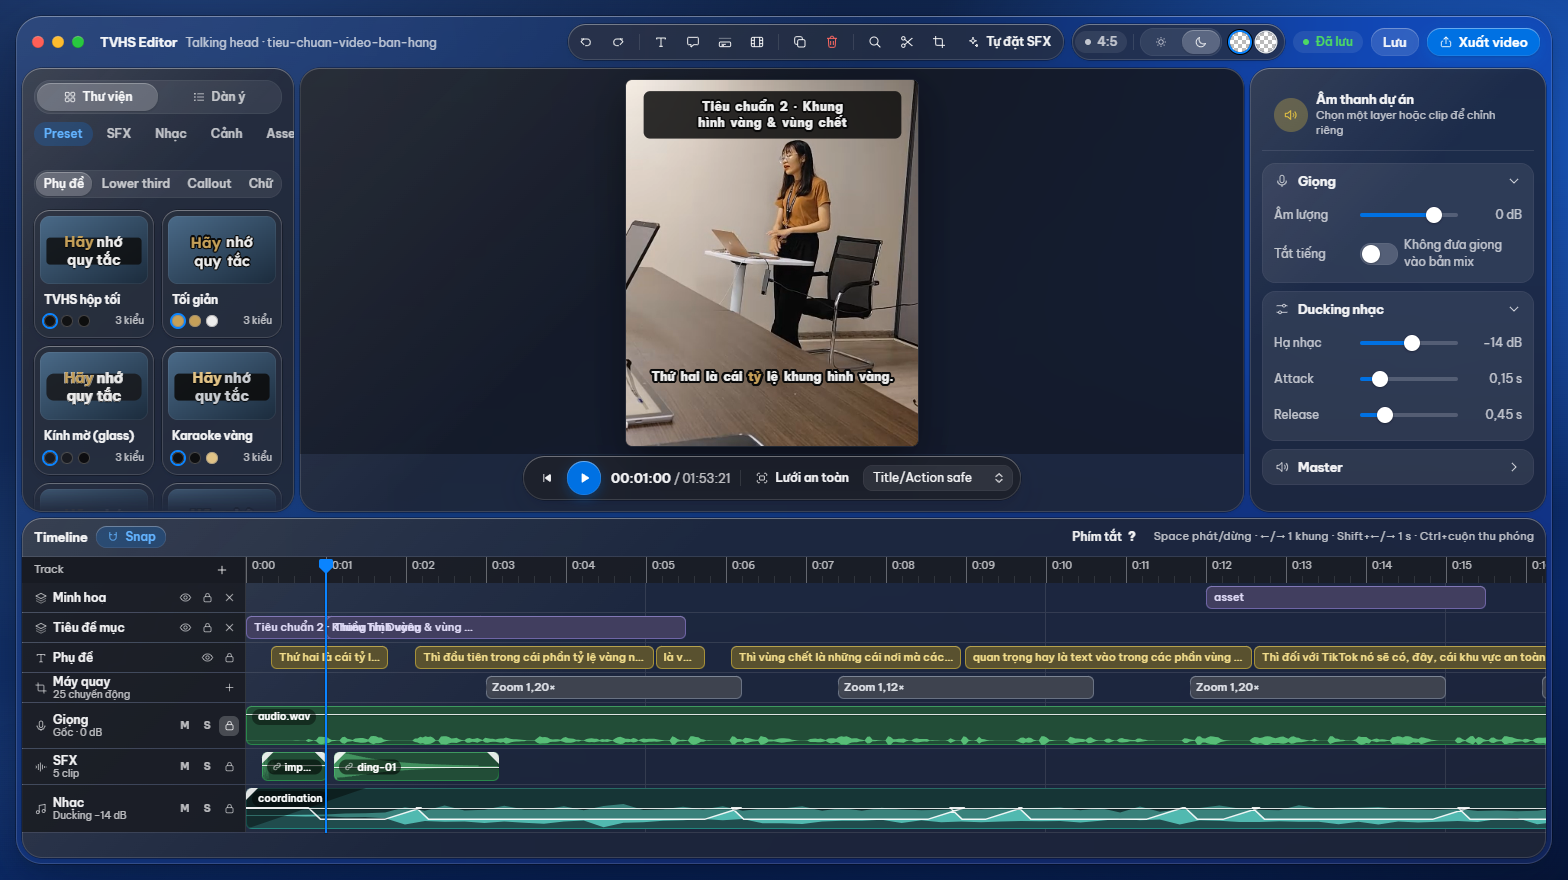 TVHS Editor Talking head · tieu-chuan-video-ban-hang
Tự đặt SFX
4:5
Đã lưu
Lưu
Xuất video
Thư viện
Dàn ý
Preset SFX Nhạc Cảnh Asse
Phụ đề Lower third Callout Chữ
Hãy nhớ
quy tắc
TVHS hộp tối
3 kiểu
Hãy nhớ
quy tắc
Tối giản
3 kiểu
Hãy nhớ
quy tắc
Kính mờ (glass)
3 kiểu
Hãy nhớ
quy tắc
Karaoke vàng
3 kiểu
Tiêu chuẩn 2 · Khung
hình vàng & vùng chết
Thứ hai là cái tỷ lệ khung hình vàng.
00:01:00 / 01:53:21
Lưới an toàn
Title/Action safe
Âm thanh dự án
Chọn một layer hoặc clip để chỉnh
riêng
Giọng
Âm lượng 0 dB
Tắt tiếng
Không đưa giọng
vào bản mix
Ducking nhạc
Hạ nhạc −14 dB
Attack 0,15 s
Release 0,45 s
Master
Timeline Snap
Phím tắt ? Space phát/dừng · ←/→ 1 khung · Shift+←/→ 1 s · Ctrl+cuộn thu phóng
Track
0:00 0:01 0:02 0:03 0:04 0:05 0:06 0:07 0:08 0:09 0:10 0:11 0:12 0:13 0:14 0:15
Minh hoa
asset
Tiêu đề mục
Tiêu chuẩn 2 · & vùng ...
Phụ đề
Thứ hai là cái tỷ l...
Thì đầu tiên trong cái phần tỷ lệ vàng n...
là v...
Thì vùng chết là những cái nơi mà các...
quan trọng hay là text vào trong các phần vùng ...
Thì đối với TikTok nó sẽ có, đây, cái khu vực an toàn
Máy quay
25 chuyển động
Zoom 1,20×
Zoom 1,12×
Zoom 1,20×
Giọng
Gốc · 0 dB
M S
audio.wav
SFX
5 clip
M S
imp...
ding-01
Nhạc
Ducking −14 dB
M S
coordination